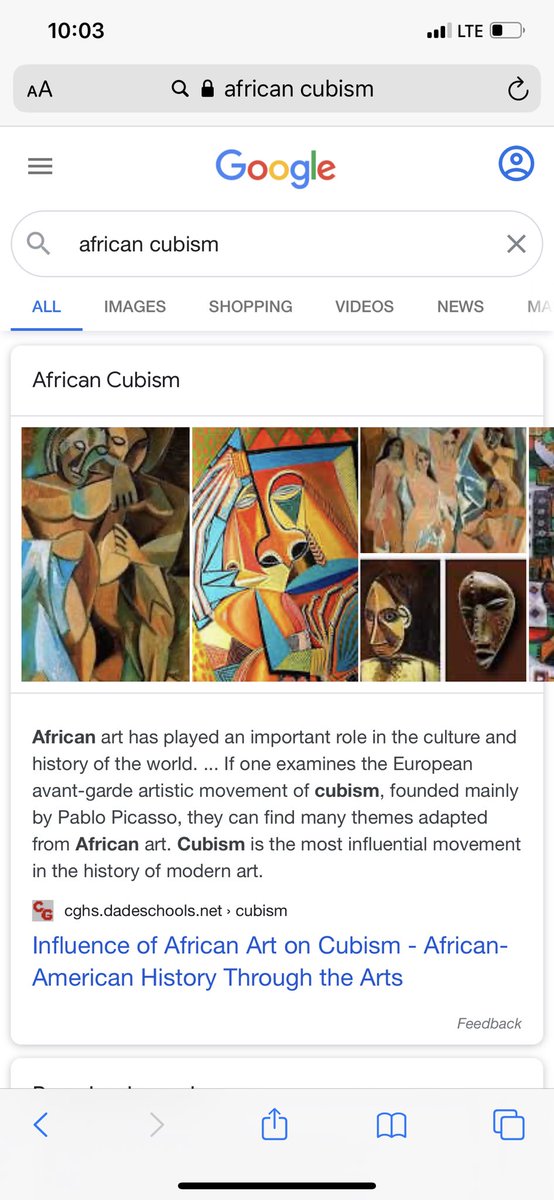 10:03
LTE
AA
african cubism
Google
african cubism
ALL IMAGES SHOPPING VIDEOS NEWS MA
African Cubism
African art has played an important role in the culture and
history of the world. ... If one examines the European
avant-garde artistic movement of cubism, founded mainly
by Pablo Picasso, they can find many themes adapted
from African art. Cubism is the most influential movement
in the history of modern art.
CG cghs.dadeschools.net › cubism
Influence of African Art on Cubism - African-
American History Through the Arts
Feedback